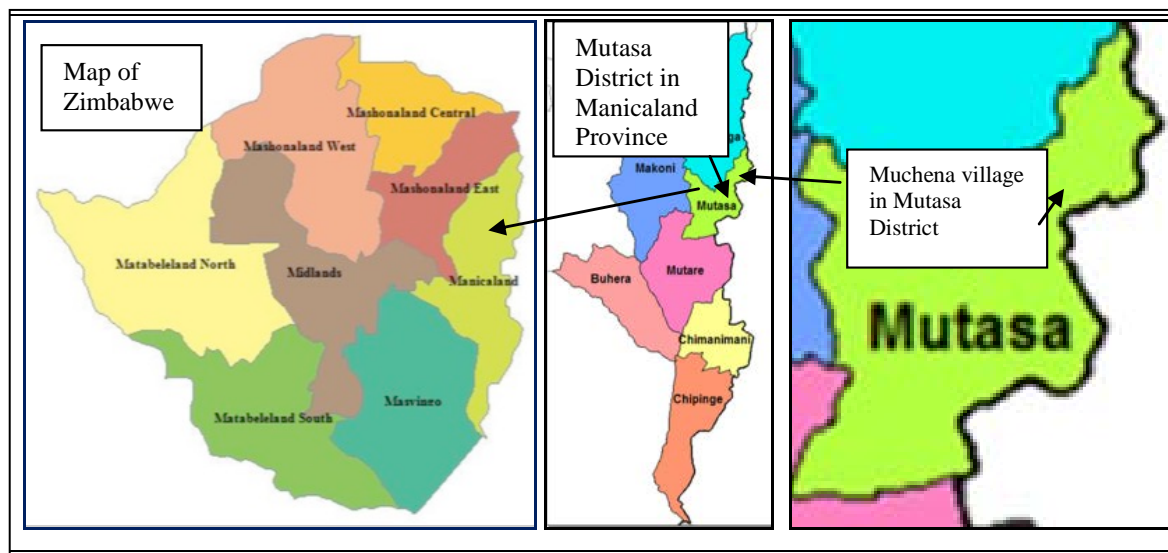 Map of
Zimbabwe
Mashonaland Central
Mashonaland West
Mashonaland East
Matabeleland North
Midlands
Manicaland
Masvingo
Matabeleland South
Mutasa
District in
Manicaland
Province
ga
Makoni
Mutasa
Buhera
Mutare
Chimanimani
Chipinge
Muchena village
in Mutasa
District
Mutasa